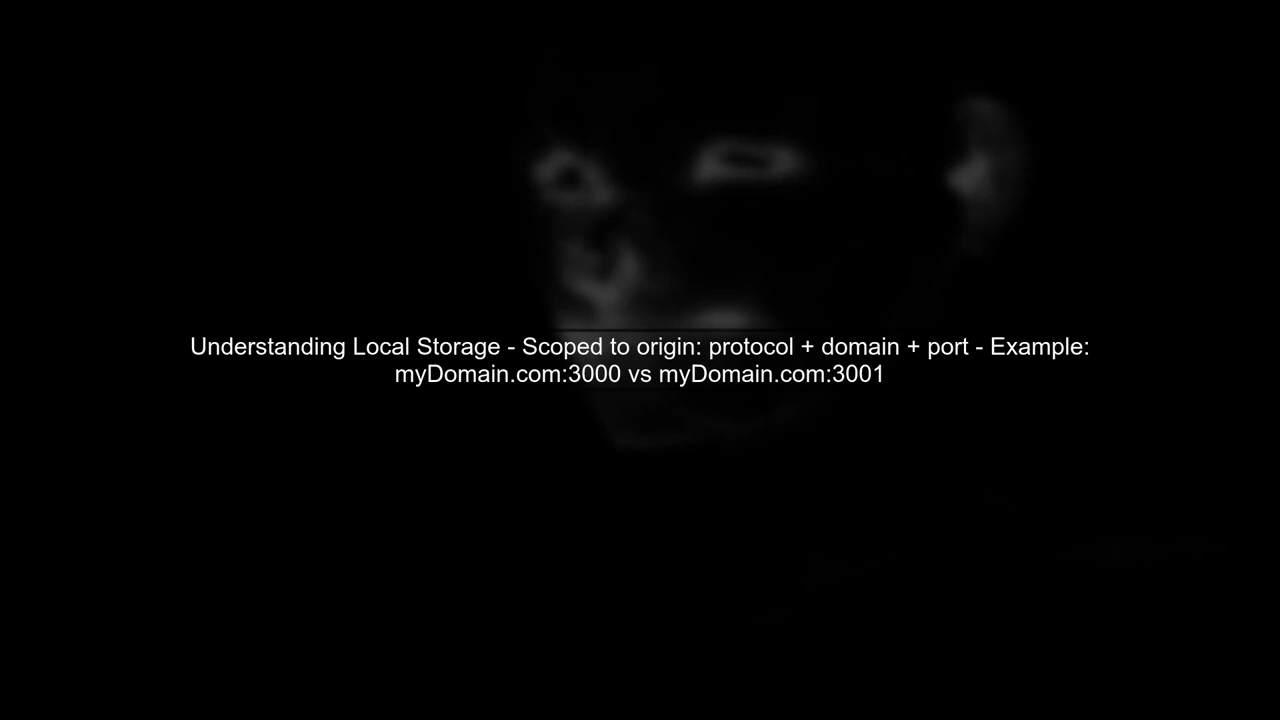 Understanding Local Storage - Scoped to origin: protocol + domain + port - Example:
myDomain.com:3000 vs myDomain.com:3001